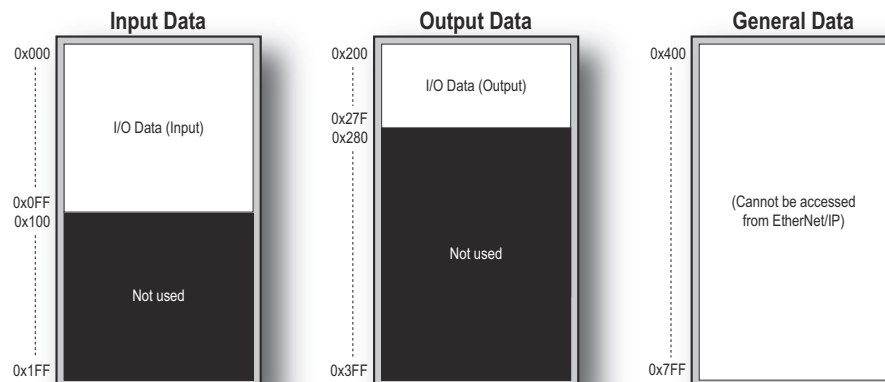 Input Data
0x000
I/O Data (Input)
0x0FF
0x100
Not used
0x1FF
Output Data
0x200
I/O Data (Output)
0x27F
0x280
Not used
0x3FF
General Data
0x400
(Cannot be accessed
from EtherNet/IP)
0x7FF